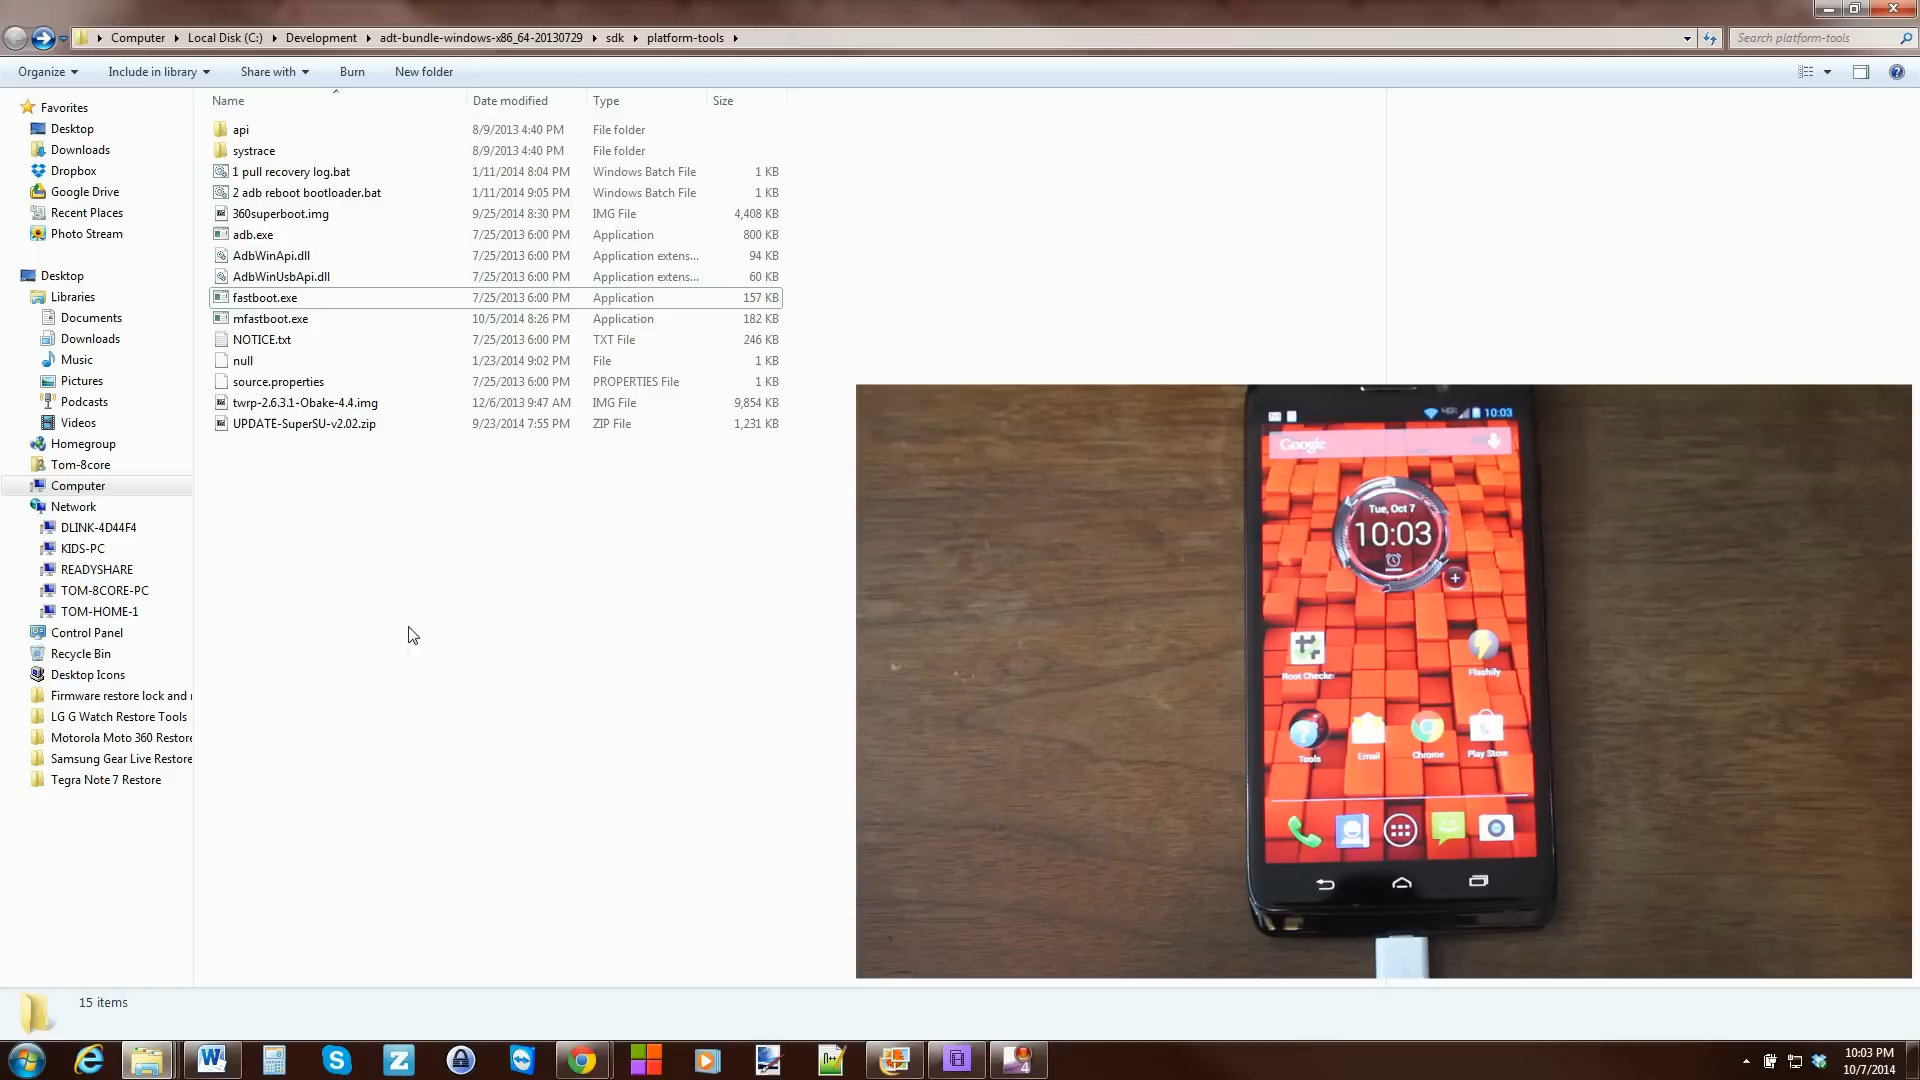 Computer Local Disk (C:) Development adt-bundle-windows-x86_64-20130729 sdk platform-tools
Search platform-tools
Organize Include in library Share with Burn New folder
Name Date modified Type Size
api 8/9/2013 4:40 PM File folder
systrace 8/9/2013 4:40 PM File folder
1 pull recovery log.bat 1/11/2014 8:04 PM Windows Batch File 1 KB
2 adb reboot bootloader.bat 1/11/2014 9:05 PM Windows Batch File 1 KB
360superboot.img 9/25/2014 8:30 PM IMG File 4,408 KB
adb.exe 7/25/2013 6:00 PM Application 800 KB
AdbWinApi.dll 7/25/2013 6:00 PM Application extens... 94 KB
AdbWinUsbApi.dll 7/25/2013 6:00 PM Application extens... 60 KB
fastboot.exe 7/25/2013 6:00 PM Application 157 KB
mfastboot.exe 10/5/2014 8:26 PM Application 182 KB
NOTICE.txt 7/25/2013 6:00 PM TXT File 246 KB
null 1/23/2014 9:02 PM File 1 KB
source.properties 7/25/2013 6:00 PM PROPERTIES File 1 KB
twrp-2.6.3.1-Obake-4.4.img 12/6/2013 9:47 AM IMG File 9,854 KB
UPDATE-SuperSU-v2.02.zip 9/23/2014 7:55 PM ZIP File 1,231 KB
Favorites
Desktop
Downloads
Dropbox
Google Drive
Recent Places
Photo Stream
Desktop
Libraries
Documents
Downloads
Music
Pictures
Podcasts
Videos
Homegroup
Tom-8core
Computer
Network
DLINK-4D44F4
KIDS-PC
READYSHARE
TOM-8CORE-PC
TOM-HOME-1
Control Panel
Recycle Bin
Desktop Icons
Firmware restore lock and
LG G Watch Restore Tools
Motorola Moto 360 Restore
Samsung Gear Live Restore
Tegra Note 7 Restore
10:03
Google
Tue, Oct 7
10:03
Root Checke
Flashify
Tools Email Chrome Play Store
15 items
10:03 PM
10/7/2014